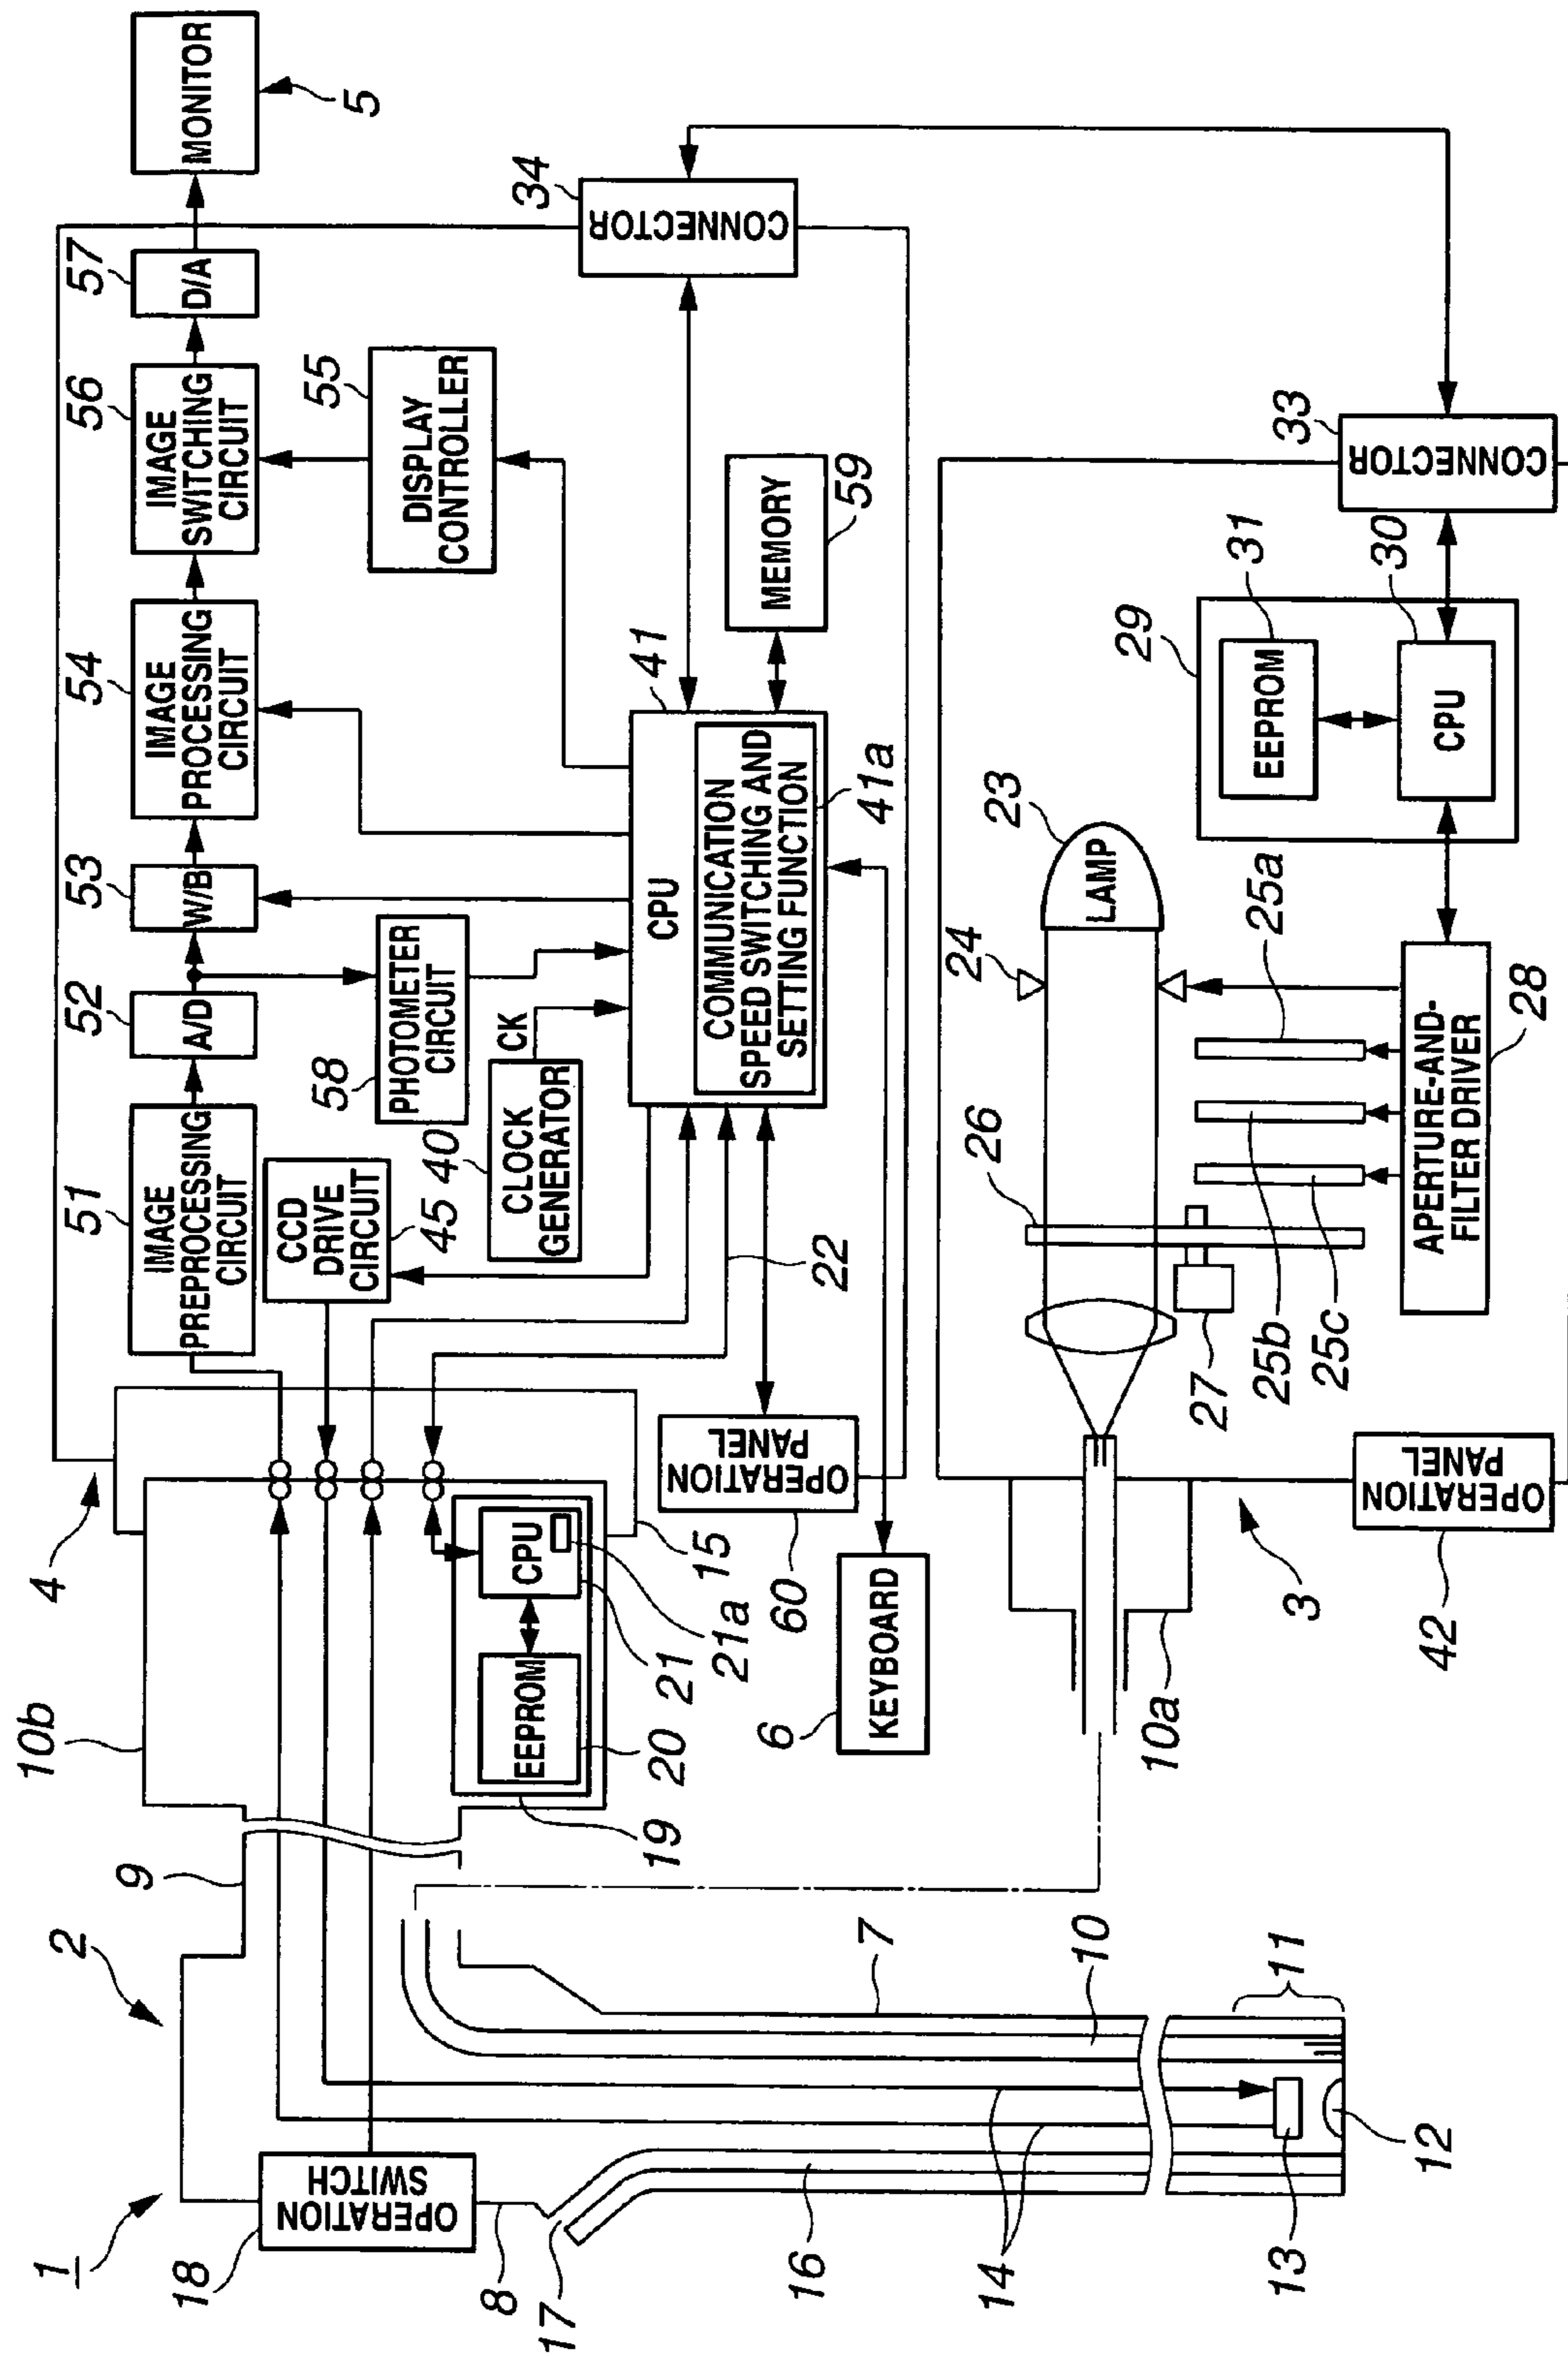 1
2
18
OPERATION
SWITCH
8
17
16
14
13
12
11
10
7
9
10b
4
15
19
20
EEPROM
21
CPU
21a
51
IMAGE
PREPROCESSING
CIRCUIT
52
A/D
53
W/B
54
IMAGE
PROCESSING
CIRCUIT
56
IMAGE
SWITCHING
CIRCUIT
57
D/A
MONITOR
5
CCD
DRIVE
CIRCUIT
45
58
PHOTOMETER
CIRCUIT
55
DISPLAY
CONTROLLER
40
CLOCK
GENERATOR
CK
22
41
CPU
COMMUNICATION
SPEED SWITCHING AND
SETTING FUNCTION
41a
MEMORY
59
34
CONNECTOR
OPERATION
PANEL
60
6
KEYBOARD
10a
3
42
OPERATION
PANEL
26
27
24
23
LAMP
25a
25b
25c
APERTURE-AND-
FILTER DRIVER
28
29
EEPROM
31
CPU
30
33
CONNECTOR